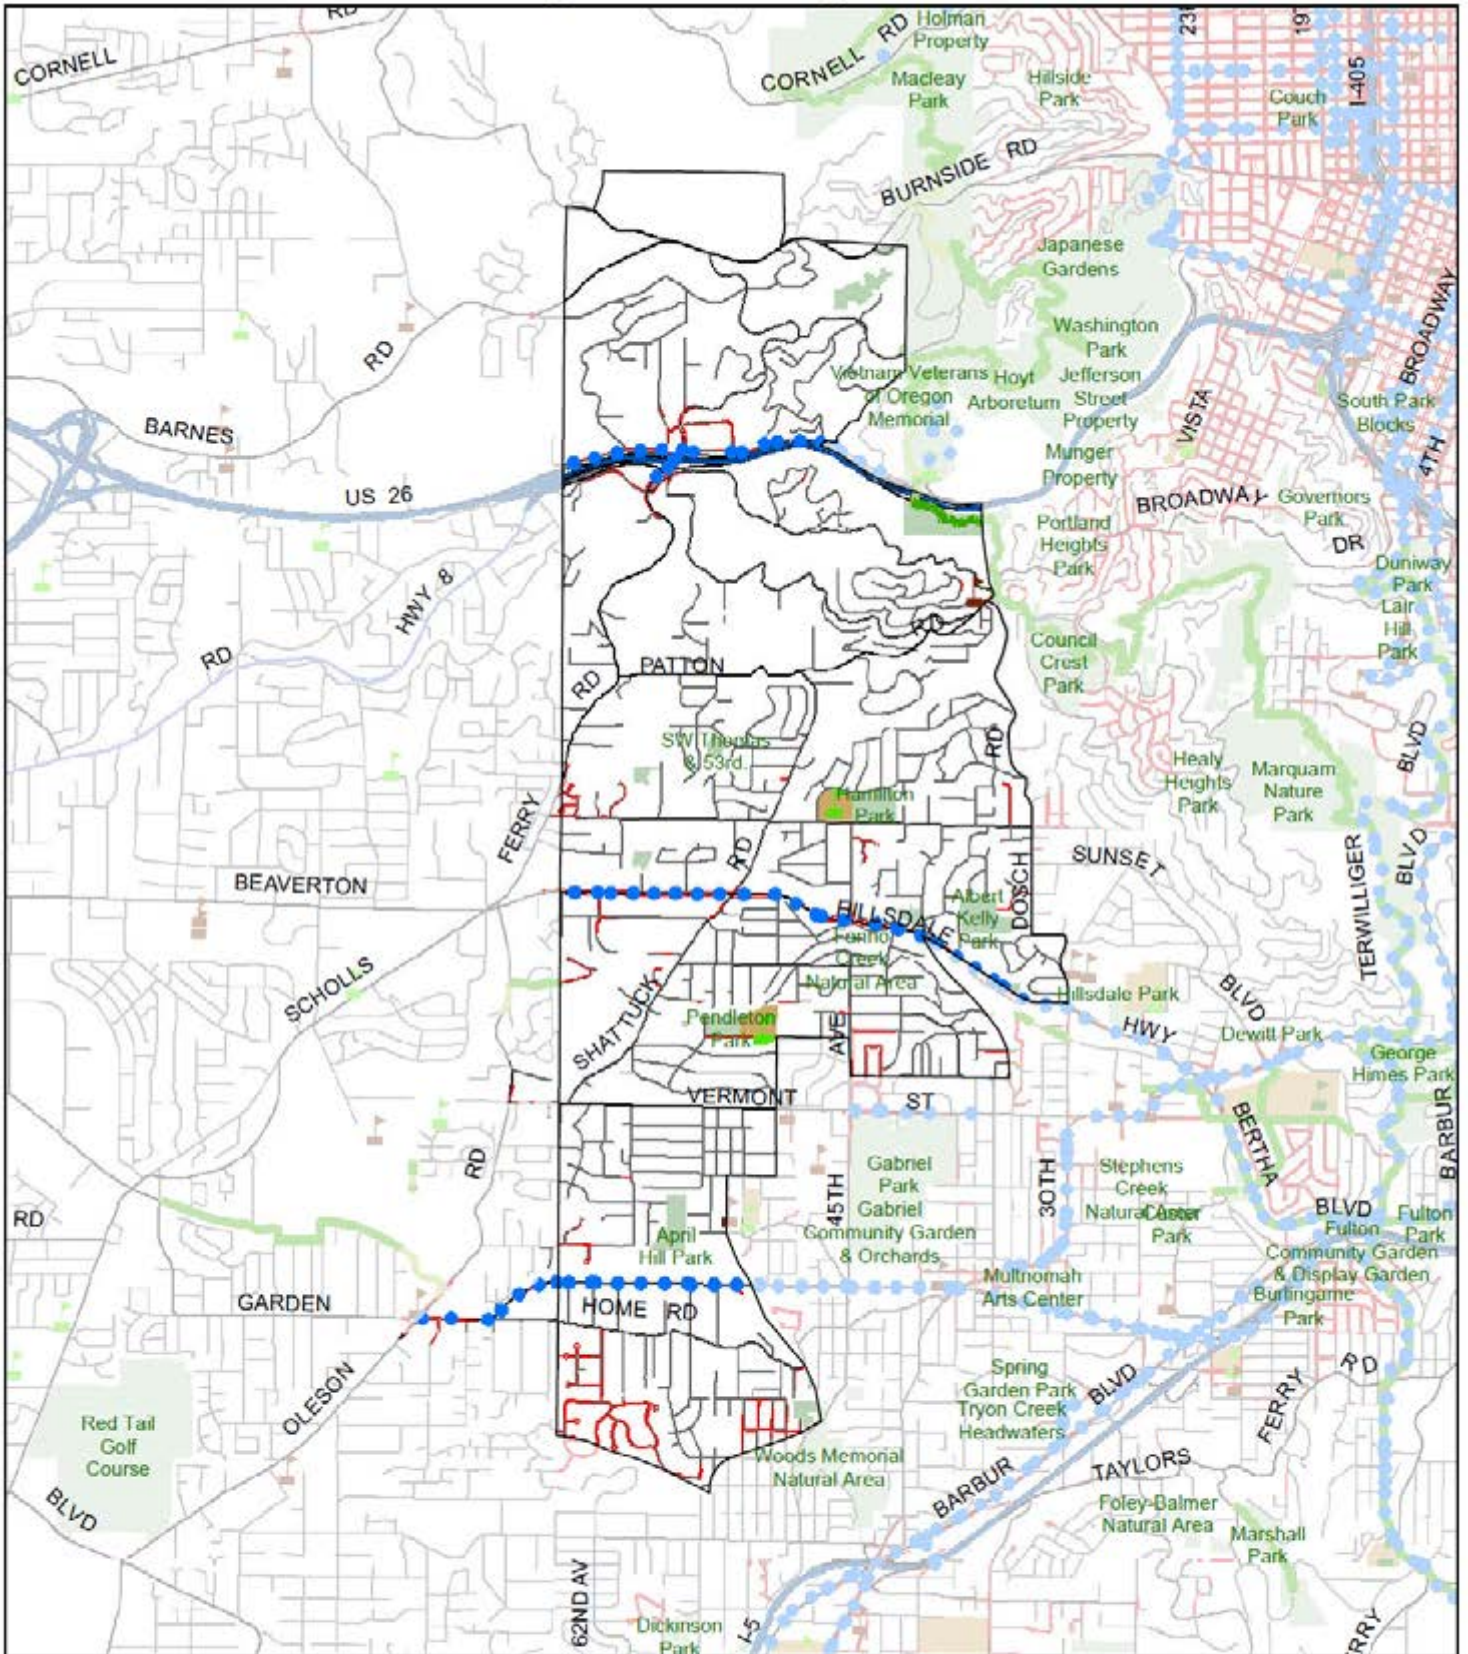 RD
CORNELL
CORNELL
RD
Holman
Property
Macleay
Park
Hillside
Park
Couch
Park
I-405
BURNSIDE RD
Japanese
Gardens
Washington
Park
Vietnam Veterans
of Oregon
Memorial
Hoyt
Arboretum
Jefferson
Street
Property
VISTA
BROADWAY
South Park
Blocks
4TH
RD
BARNES
US 26
Munger
Property
BROADWAY
DR
Governors
Park
Portland
Heights
Park
Duniway
Park
Lair
Hill
Park
HWY 8
RD
RD
PATTON
RD
Council
Crest
Park
SW Thomas
& 53rd.
RD
Healy
Heights
Park
Marquam
Nature
Park
BLVD
FERRY
Hamilton
Park
RD
BEAVERTON
SUNSET
DOSCH
TERWILLIGER
BLVD
HILLSDALE
Albert
Kelly
Park
Creek
Natural Area
SCHOLLS
SHATTUCK
Pendleton
Park
AVE
Hillsdale Park
HWY
BLVD
Dewitt Park
George
Himes Park
VERMONT
ST
BERTHA
BARBUR
RD
45TH
30TH
Gabriel
Park
Gabriel
Community Garden
& Orchards
Stephens
Creek
Natural Area
Custer
Park
BLVD
Fulton
Community Garden
& Display Garden
Fulton
Park
RD
April
Hill Park
Multnomah
Arts Center
Burlingame
Park
GARDEN
HOME RD
OLESON
Red Tail
Golf
Course
BLVD
Spring
Garden Park
Tryon Creek
Headwaters
BLVD
FERRY
RD
Woods Memorial
Natural Area
BARBUR
TAYLORS
Foley-Balmer
Natural Area
Marshall
Park
62ND AV
Dickinson
Park
I-5